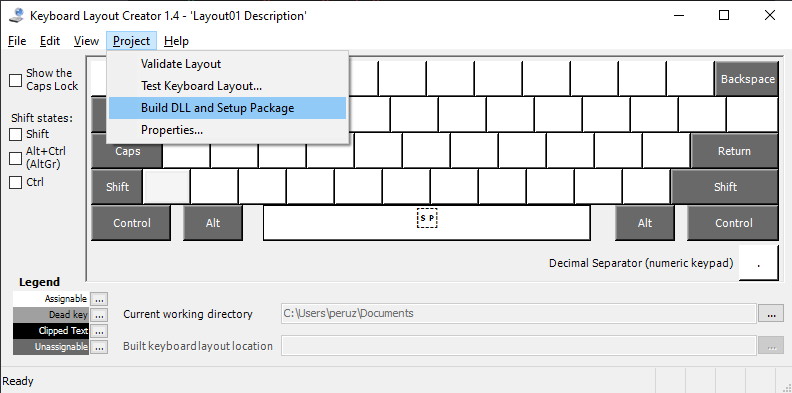 Keyboard Layout Creator 1.4 - 'Layout01 Description'
File Edit View Project Help
Validate Layout
Test Keyboard Layout...
Build DLL and Setup Package
Properties...
Show the
Caps Lock
Shift states:
Shift
Alt+Ctrl
(AltGr)
Ctrl
Backspace
Caps
Return
Shift
Shift
Control
Alt
SP
Alt
Control
Decimal Separator (numeric keypad)
.
Legend
Assignable ...
Dead key ...
Clipped Text ...
Unassignable ...
Current working directory
C:\Users\peruz\Documents
...
Built keyboard layout location
...
Ready